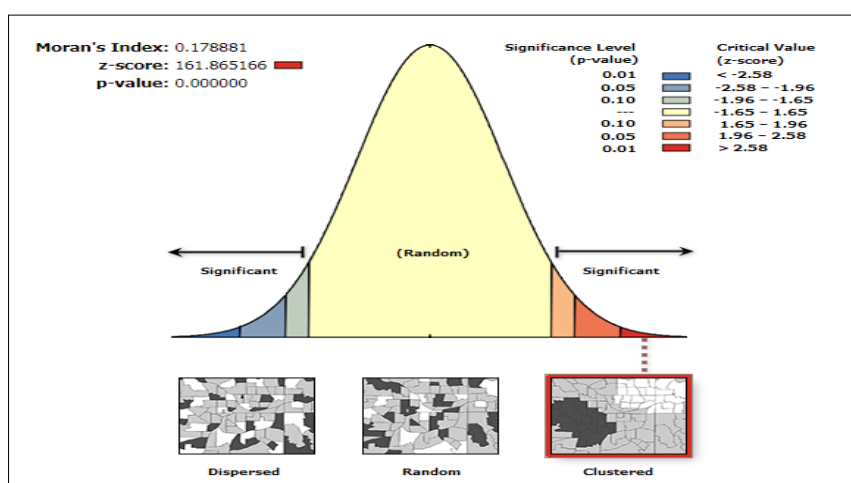 Moran's Index: 0.178881
z-score: 161.865166
p-value: 0.000000
Significance Level
(p-value)
Critical Value
(z-score)
0.01 < -2.58
0.05 -2.58 – -1.96
0.10 -1.96 – -1.65
--- -1.65 – 1.65
0.10 1.65 – 1.96
0.05 1.96 – 2.58
0.01 > 2.58
Significant
(Random)
Significant
Dispersed
Random
Clustered